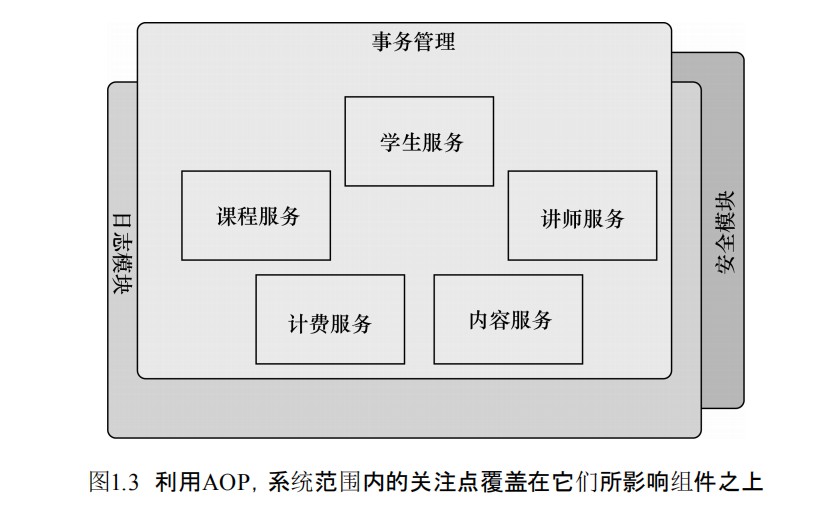 事务管理
学生服务
课程服务
讲师服务
日志模块
安全模块
计费服务
内容服务
图1.3 利用AOP，系统范围内的关注点覆盖在它们所影响组件之上